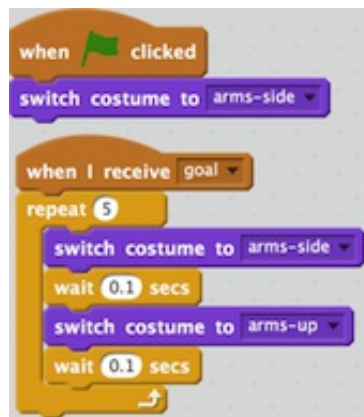 when clicked
switch costume to arms-side
when I receive goal
repeat 5
switch costume to arms-side
wait 0.1 secs
switch costume to arms-up
wait 0.1 secs